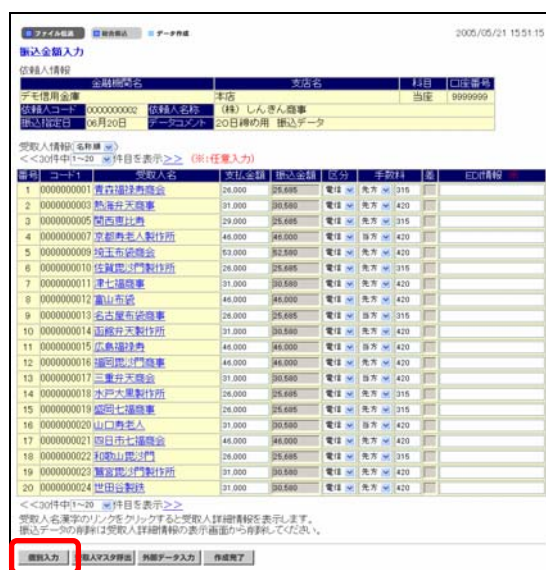 ファイル伝送 総合振込 データ作成 2005/05/21 15:51:15
振込金額入力
依頼人情報
金融機関名 支店名 科目 口座番号
デモ信用金庫 本店 当座 9999999
依頼人コード 0000000002 依頼人名称 (株) しんきん商事
振込指定日 06月20日 データコメント 20日締め用 振込データ
受取人情報 名称順
<<30件中 1~20 件目を表示>> (※:任意入力)
番号 コード1 受取人名 支払金額 振込金額 区分 手数料 差 EDI情報 ※
1 0000000001 青森福禄寿商会 26,000 25,685 電信 先方 315
2 0000000003 熱海弁天商事 31,000 30,580 電信 先方 420
3 0000000005 関西恵比寿 29,000 25,685 電信 先方 315
4 0000000007 京都寿老人製作所 46,000 46,000 電信 当方 420
5 0000000009 埼玉布袋商会 53,000 52,580 電信 先方 420
6 0000000010 佐賀毘沙門製作所 26,000 25,685 電信 先方 315
7 0000000011 津七福商事 31,000 30,580 電信 先方 420
8 0000000012 富山布袋 46,000 46,000 電信 先方 420
9 0000000013 名古屋布袋商事 26,000 25,685 電信 当方 315
10 0000000014 函館弁天製作所 31,000 30,580 電信 先方 420
11 0000000015 広島福禄寿 46,000 46,000 電信 先方 420
12 0000000016 福岡毘沙門商事 46,000 46,000 電信 先方 420
13 0000000017 三重弁天商会 31,000 30,580 電信 当方 420
14 0000000018 水戸大黒製作所 26,000 25,685 電信 先方 315
15 0000000019 盛岡七福商事 26,000 25,685 電信 先方 315
16 0000000020 山口寿老人 31,000 30,580 電信 当方 420
17 0000000021 四日市七福商会 46,000 46,000 電信 先方 420
18 0000000022 和歌山毘沙門 26,000 25,685 電信 先方 315
19 0000000023 鷲宮毘沙門製作所 31,000 30,580 電信 先方 420
20 0000000024 世田谷製鉄 31,000 30,580 電信 先方 420
<<30件中 1~20 件目を表示>>
受取人名漢字のリンクをクリックすると受取人詳細情報を表示します。
振込データの削除は受取人詳細情報の表示画面から削除してください。
個別入力 受取人マスタ呼出 外部データ入力 作成完了